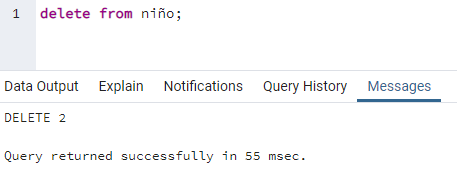 1 delete from niño;
Data Output Explain Notifications Query History Messages
DELETE 2
Query returned successfully in 55 msec.